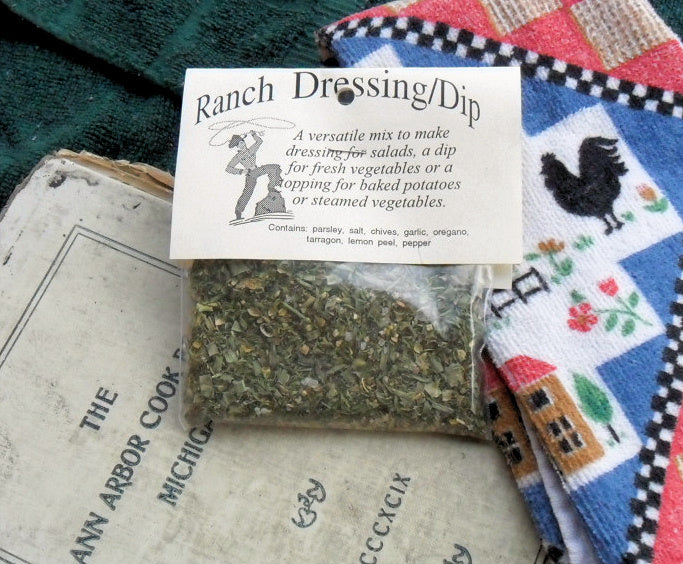 Ranch Dressing/Dip
A versatile mix to make
dressing for salads, a dip
for fresh vegetables or a
topping for baked potatoes
or steamed vegetables.
Contains: parsley, salt, chives, garlic, oregano,
tarragon, lemon peel, pepper
THE
ANN ARBOR COOK
MICHIGA
CCCXCIX